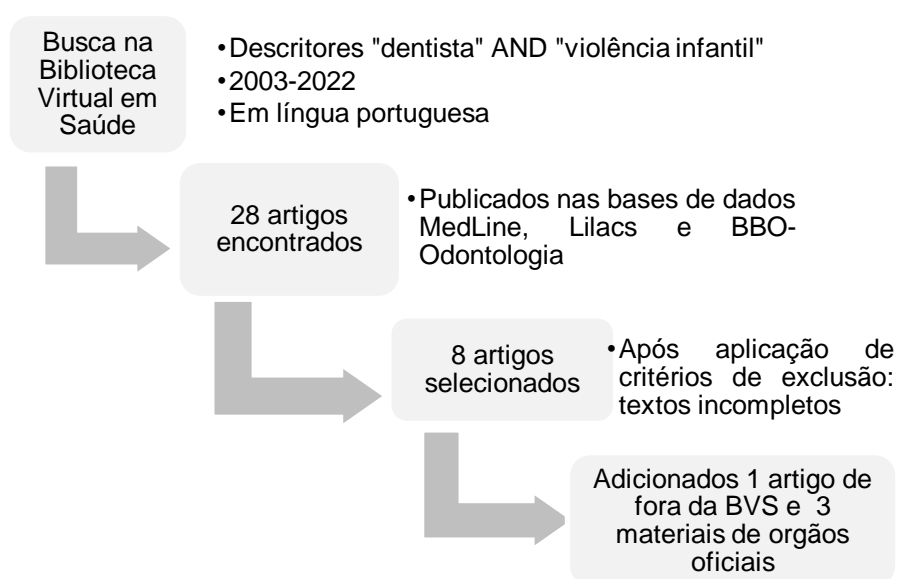 Busca na
Biblioteca
Virtual em
Saúde
•Descritores "dentista" AND "violência infantil"
•2003-2022
•Em língua portuguesa
28 artigos
encontrados
•Publicados nas bases de dados
MedLine, Lilacs e BBO-
Odontologia
8 artigos
selecionados
•Após aplicação de
critérios de exclusão:
textos incompletos
Adicionados 1 artigo de
fora da BVS e 3
materiais de orgãos
oficiais